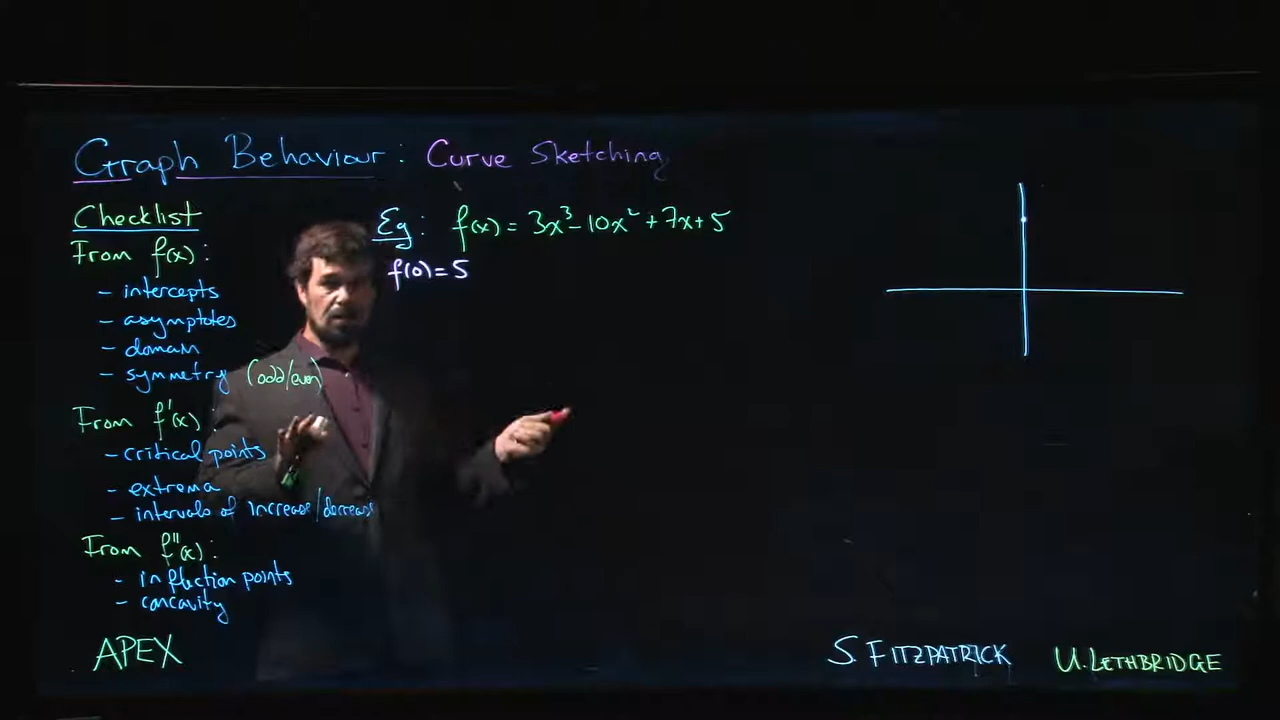 Graph Behaviour: Curve Sketching
Checklist
From f(x):
- intercepts
- asymptotes
- domain
- symmetry (odd/even)
From f'(x):
- critical points
- extrema
- intervals of increase/decrease
From f''(x):
- inflection points
- concavity
APEX
Eg: f(x) = 3x³ - 10x² + 7x + 5
f(0) = 5
S. FITZPATRICK U. LETHBRIDGE